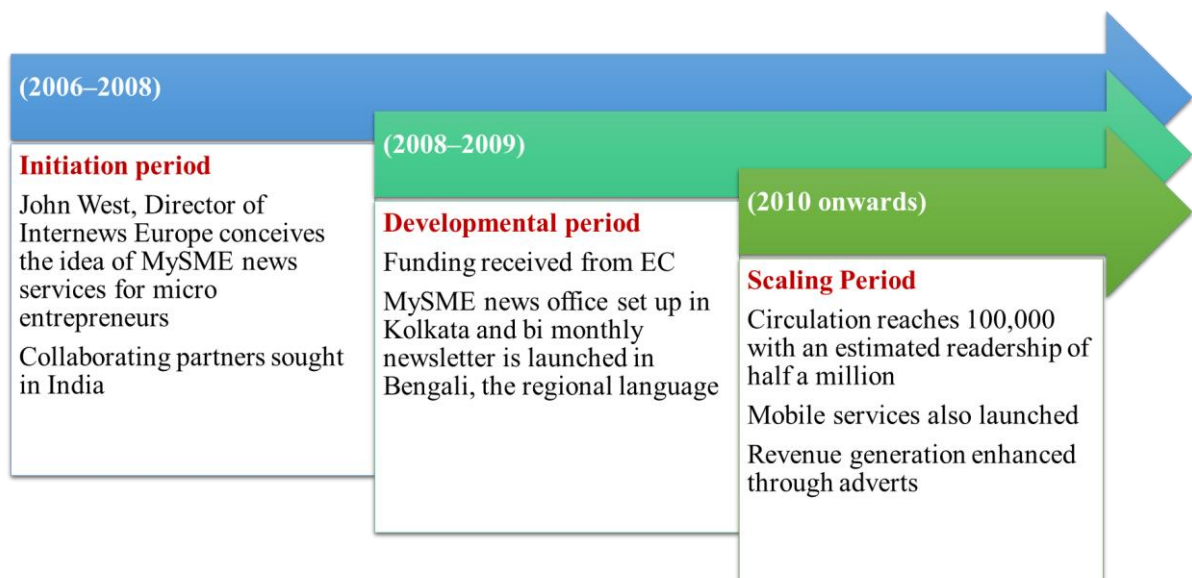 (2006–2008)
Initiation period
John West, Director of
Internews Europe conceives
the idea of MySME news
services for micro
entrepreneurs
Collaborating partners sought
in India
(2008–2009)
Developmental period
Funding received from EC
MySME news office set up in
Kolkata and bi monthly
newsletter is launched in
Bengali, the regional language
(2010 onwards)
Scaling Period
Circulation reaches 100,000
with an estimated readership of
half a million
Mobile services also launched
Revenue generation enhanced
through adverts